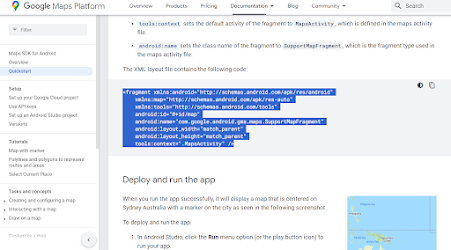 Google Maps Platform
Overview
Products
Pricing
Documentation
Blog
Community
Search
Filter
Maps SDK for Android
Overview
Quickstart
Setup
Set up your Google Cloud project
Use API keys
Set up an Android Studio project
Versions
Tutorials
Map with marker
Polylines and polygons to represent
routes and areas
Select Current Place
Tasks and concepts
Creating and configuring a map
Interacting with a map
Draw on a map
Customizing a map
tools:context sets the default activity of the fragment to MapsActivity, which is defined in the maps activity
file.
android:name sets the class name of the fragment to SupportMapFragment, which is the fragment type used in
the maps activity file.
The XML layout file contains the following code:
<fragment xmlns:android="http://schemas.android.com/apk/res/android"
xmlns:map="http://schemas.android.com/apk/res-auto"
xmlns:tools="http://schemas.android.com/tools"
android:id="@+id/map"
android:name="com.google.android.gms.maps.SupportMapFragment"
android:layout_width="match_parent"
android:layout_height="match_parent"
tools:context=".MapsActivity" />
Deploy and run the app
When you run the app successfully, it will display a map that is centered on
Sydney Australia with a marker on the city as seen in the following screenshot.
To deploy and run the app:
1. In Android Studio, click the Run menu option (or the play button icon) to
run your app.